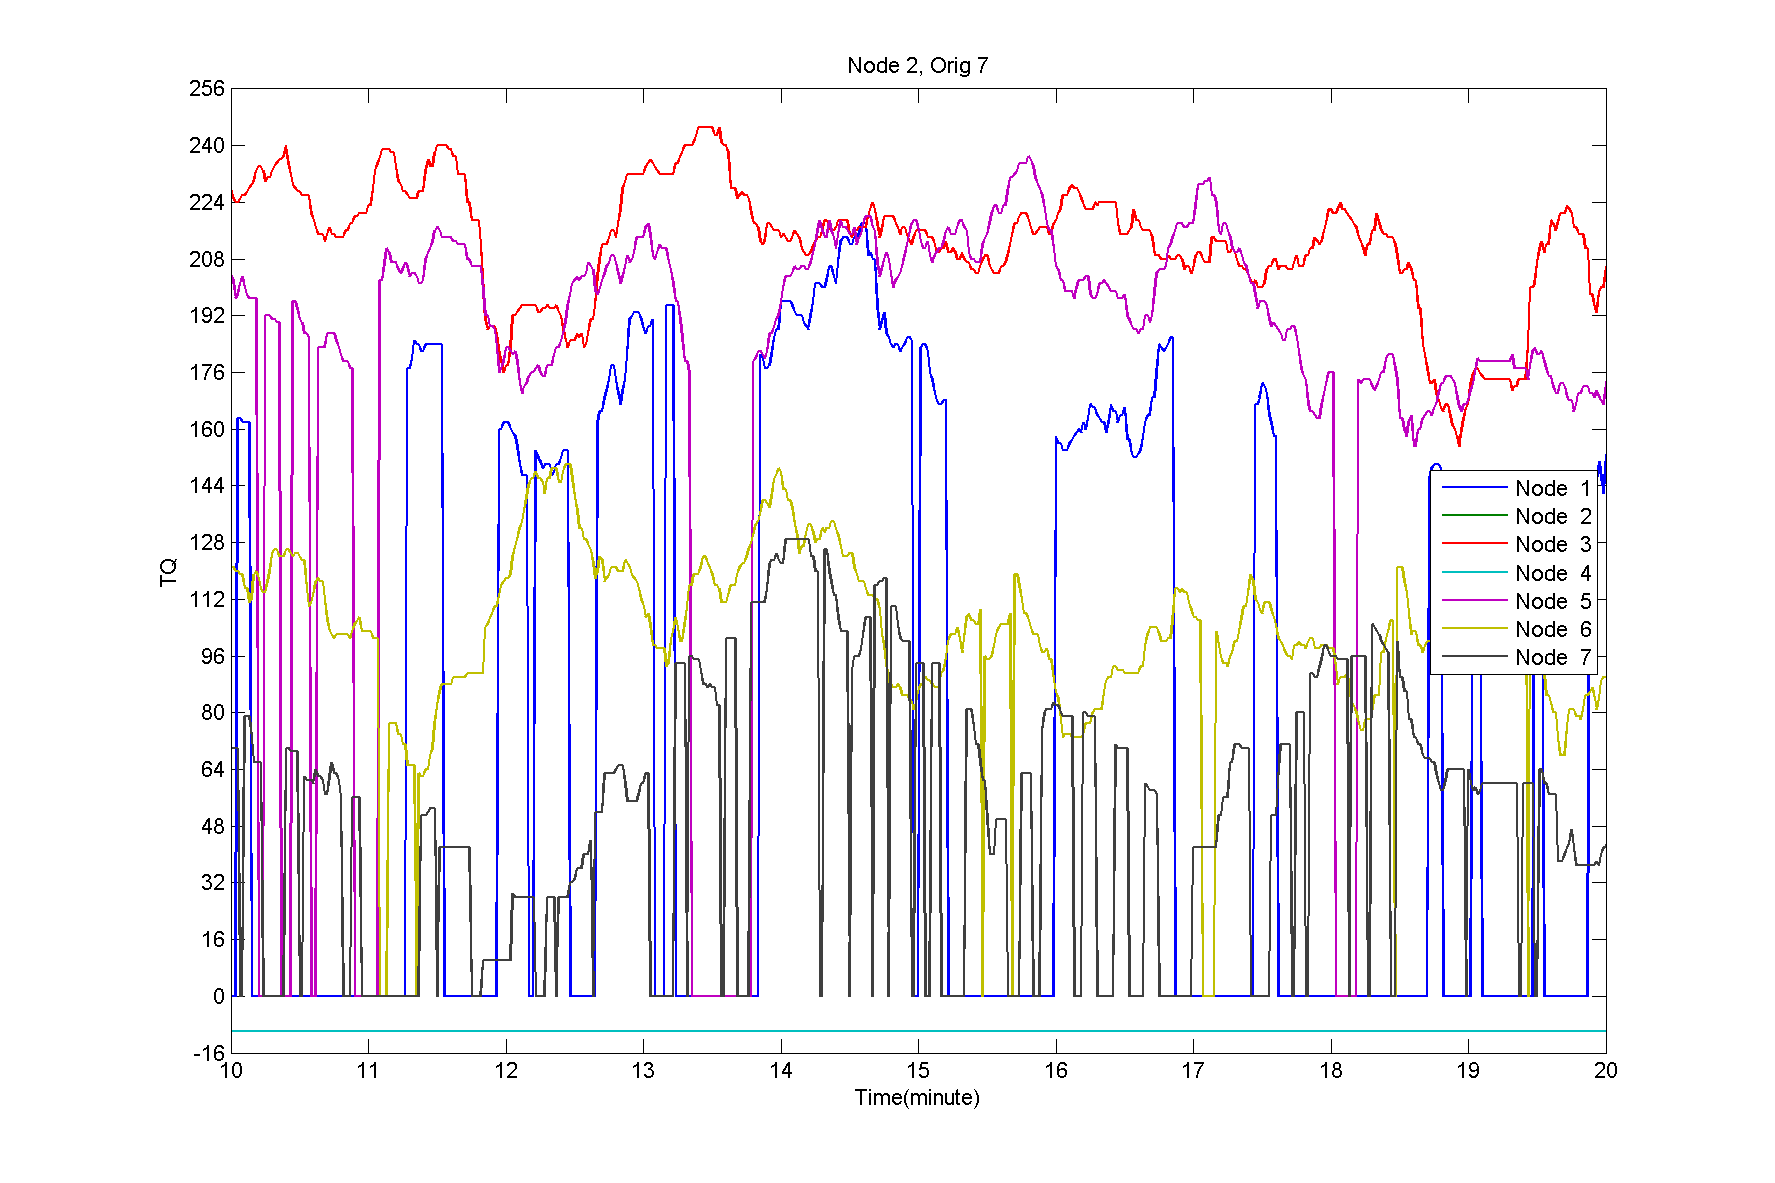 Node 2, Orig 7
256
240
224
208
192
176
160
144
128
112
96
80
64
48
32
16
0
-16
TQ
Node 1
Node 2
Node 3
Node 4
Node 5
Node 6
Node 7
10 11 12 13 14 15 16 17 18 19 20
Time(minute)